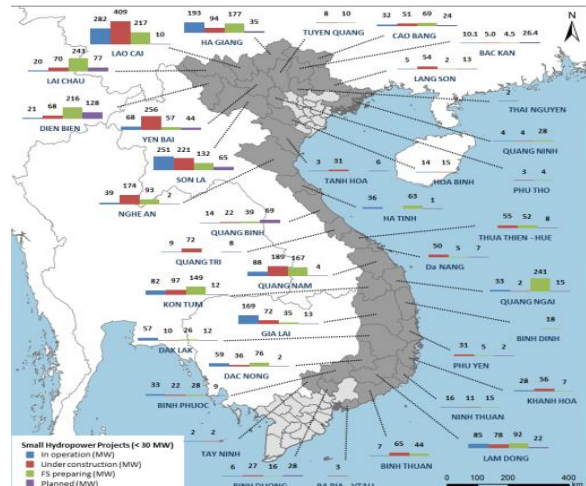 282 409 217 10
LAO CAI
193 94 177 35
HA GIANG
8 10
TUYEN QUANG
32 51 69 24
CAO BANG
N
10.1 5.0 4.5 26.4
BAC KAN
20 70 243 77
LAI CHAU
5 54 2 13
LANG SON
2
THAI NGUYEN
21 68 216 128
DIEN BIEN
68 256 57 44
YEN BAI
4 4 28
QUANG NINH
251 221 132 65
SON LA
3 31 6
TANH HOA
14 15
HOA BINH
3 4
PHU THO
39 174 93 2
NGHE AN
36 63 1
HA TINH
14 22 39 69
QUANG BINH
55 52 8
THUA THIEN - HUE
9 72 8
QUANG TRI
50 5 7
Da NANG
88 189 167 4
QUANG NAM
82 97 149 12
KON TUM
33 2 241 15
QUANG NGAI
169 72 35 13
GIA LAI
18
BINH DINH
57 10 26 12
DAK LAK
31 5 2
PHU YEN
59 36 76 2
DAC NONG
28 56 7
KHANH HOA
33 22 28 9
BINH PHUOC
16 11 15
NINH THUAN
2 2
TAY NINH
7 65 44
BINH THUAN
85 78 92 22
LAM DONG
6 27 16 28
BINH DUONG
3
BA RIA - VTAU
Small Hydropower Projects (< 30 MW)
In operation (MW)
Under construction (MW)
FS preparing (MW)
Planned (MW)
0 200 400
km